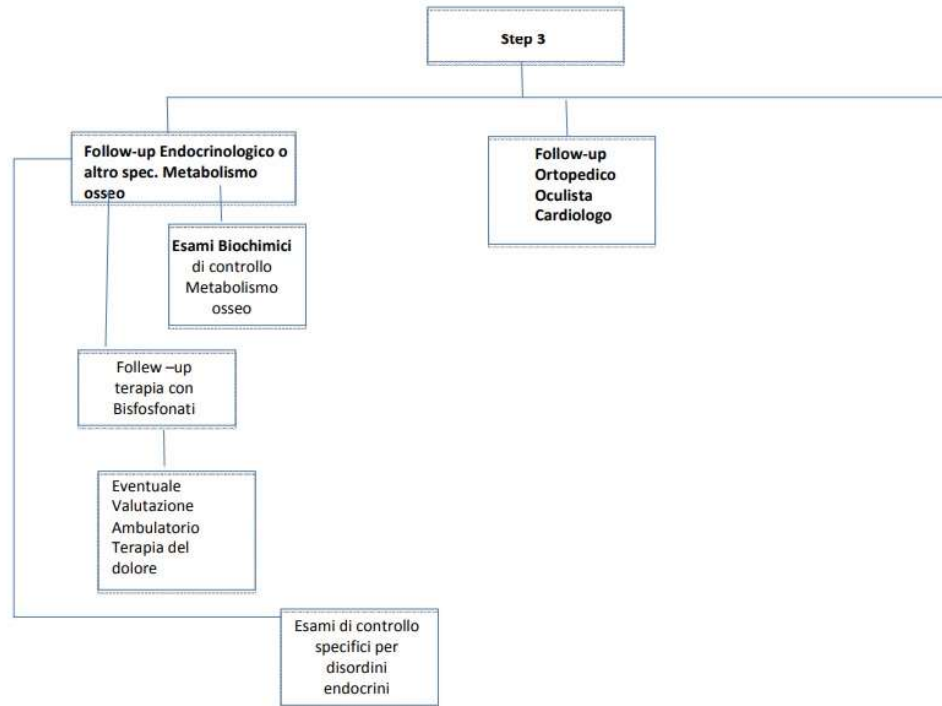 Step 3
Follow-up Endocrinologico o
altro spec. Metabolismo
osseo
Follow-up
Ortopedico
Oculista
Cardiologo
Esami Biochimici
di controllo
Metabolismo
osseo
Follew –up
terapia con
Bisfosfonati
Eventuale
Valutazione
Ambulatorio
Terapia del
dolore
Esami di controllo
specifici per
disordini
endocrini